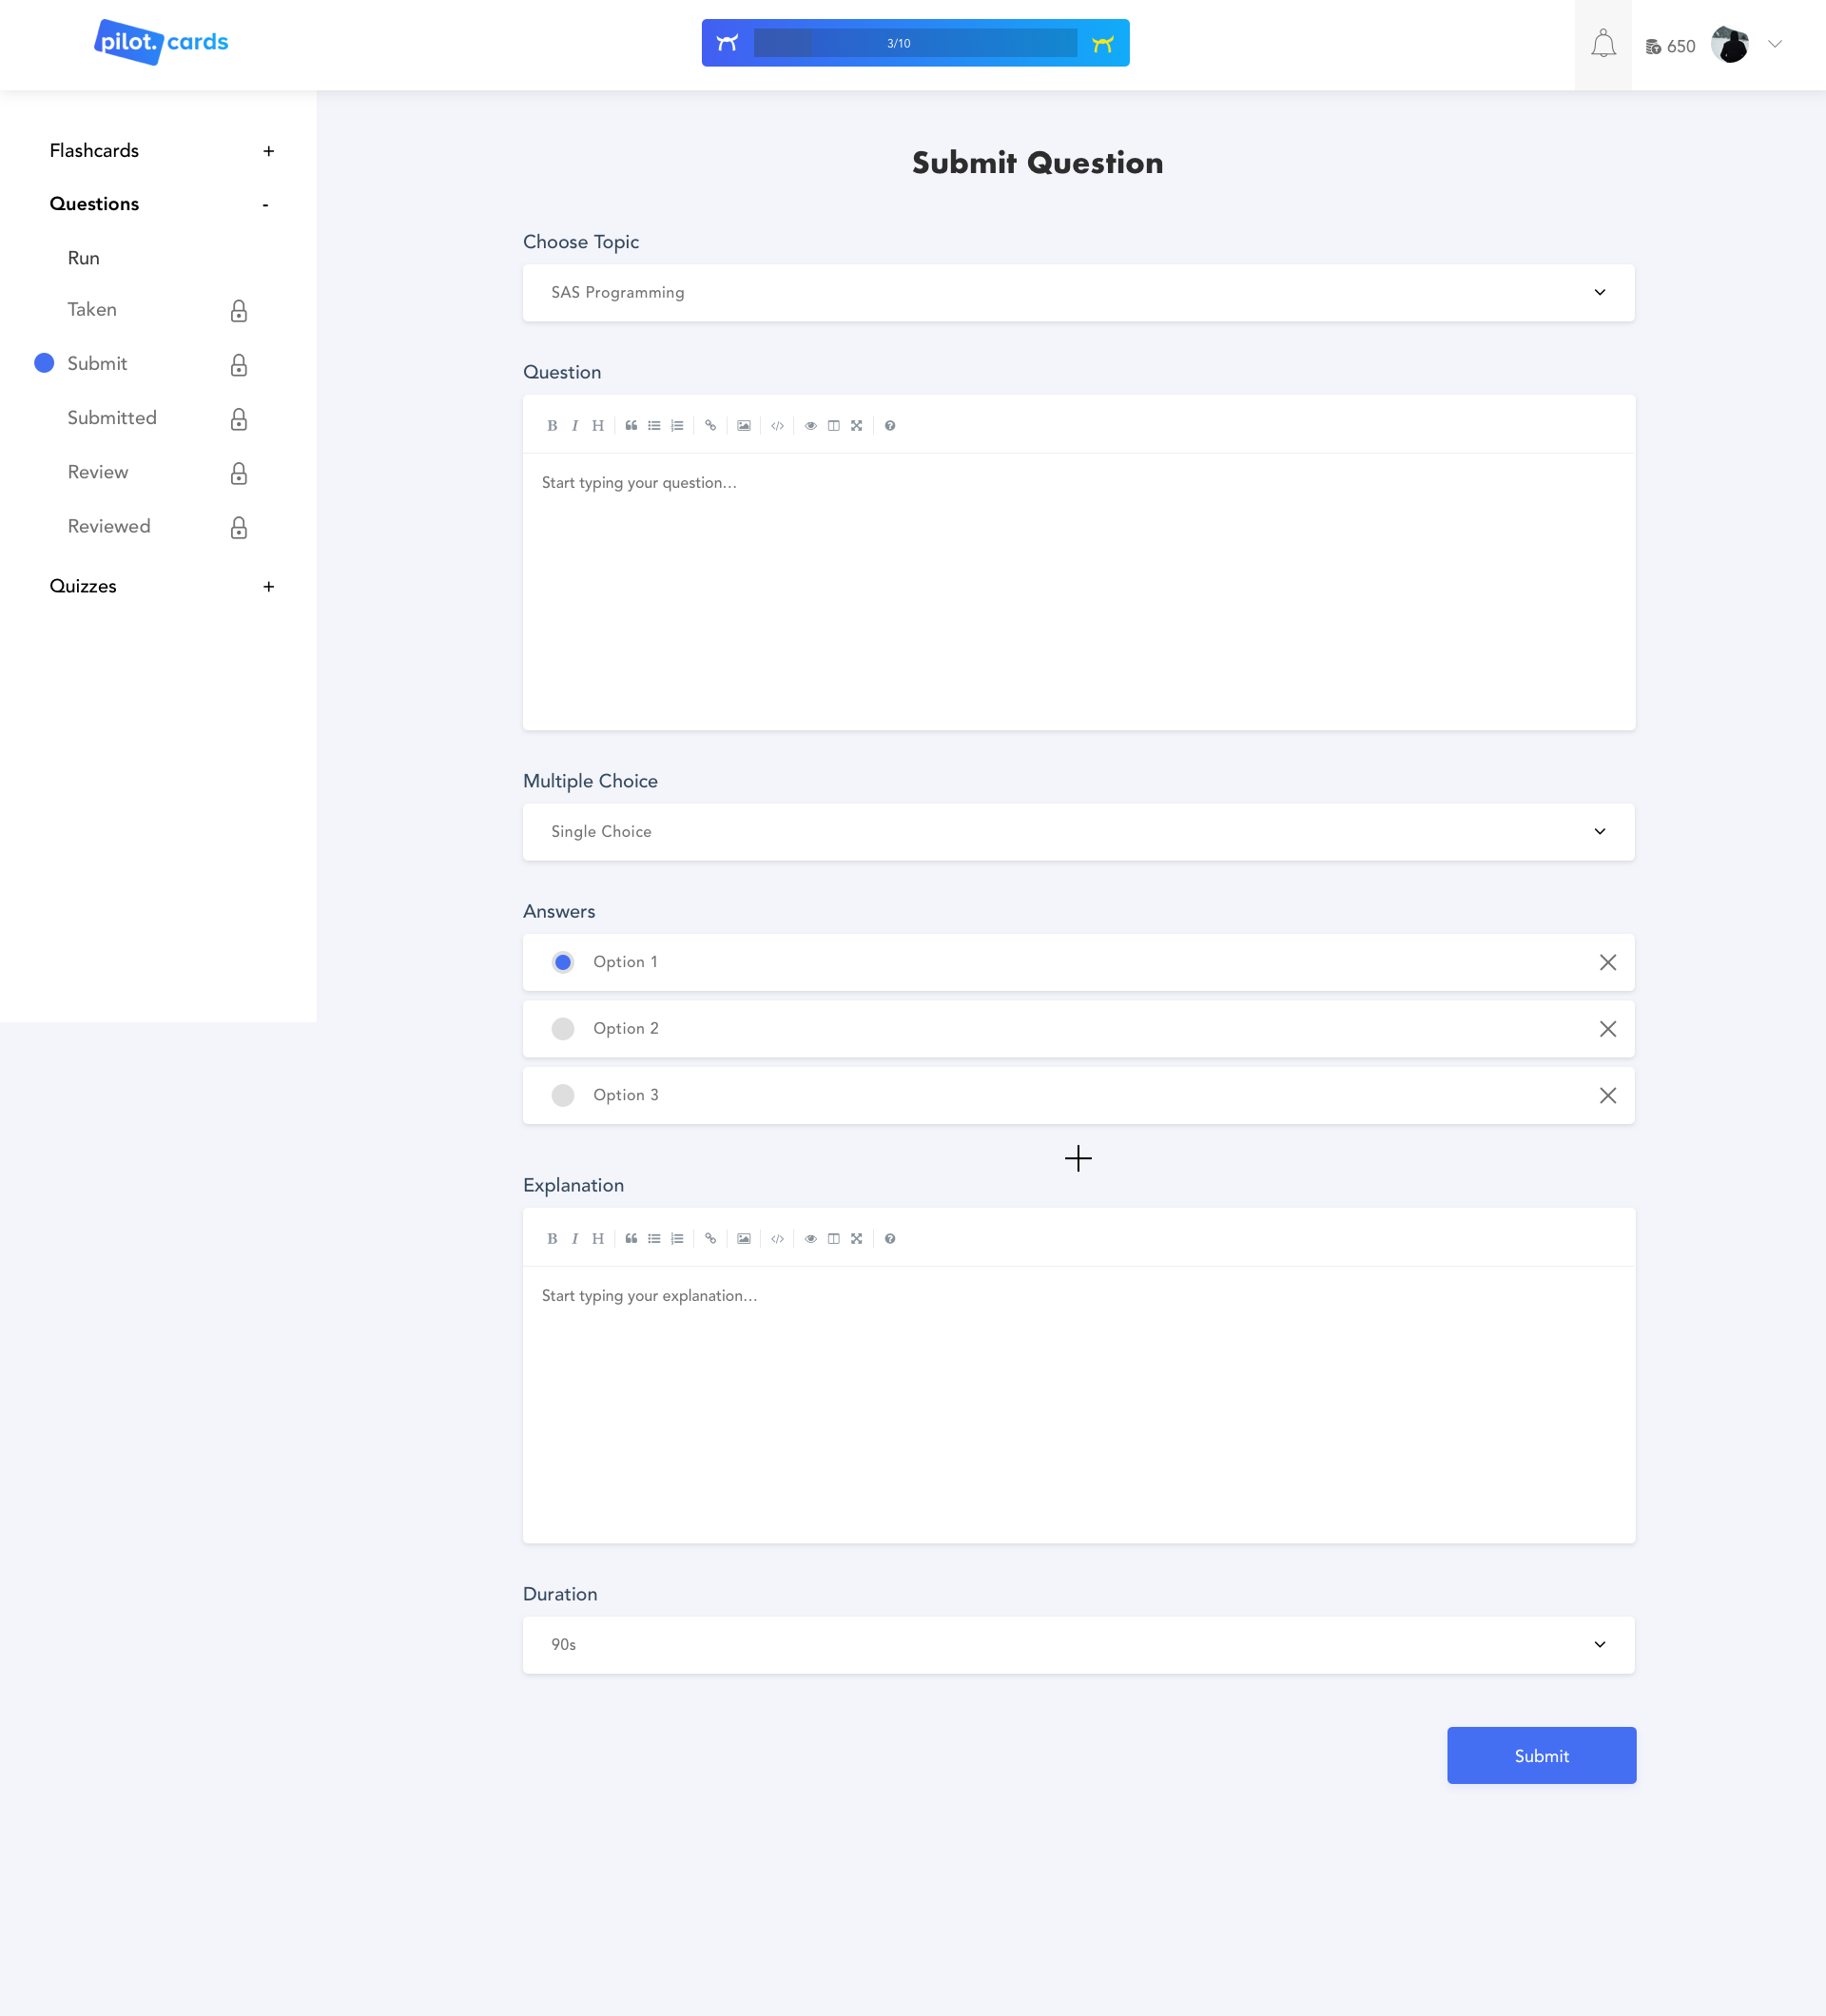 pilot. cards
3/10
650
Flashcards +
Questions -
Run
Taken
Submit
Submitted
Review
Reviewed
Quizzes +
Submit Question
Choose Topic
SAS Programming
Question
B I H
Start typing your question...
Multiple Choice
Single Choice
Answers
Option 1
Option 2
Option 3
Explanation
B I H
Start typing your explanation...
Duration
90s
Submit